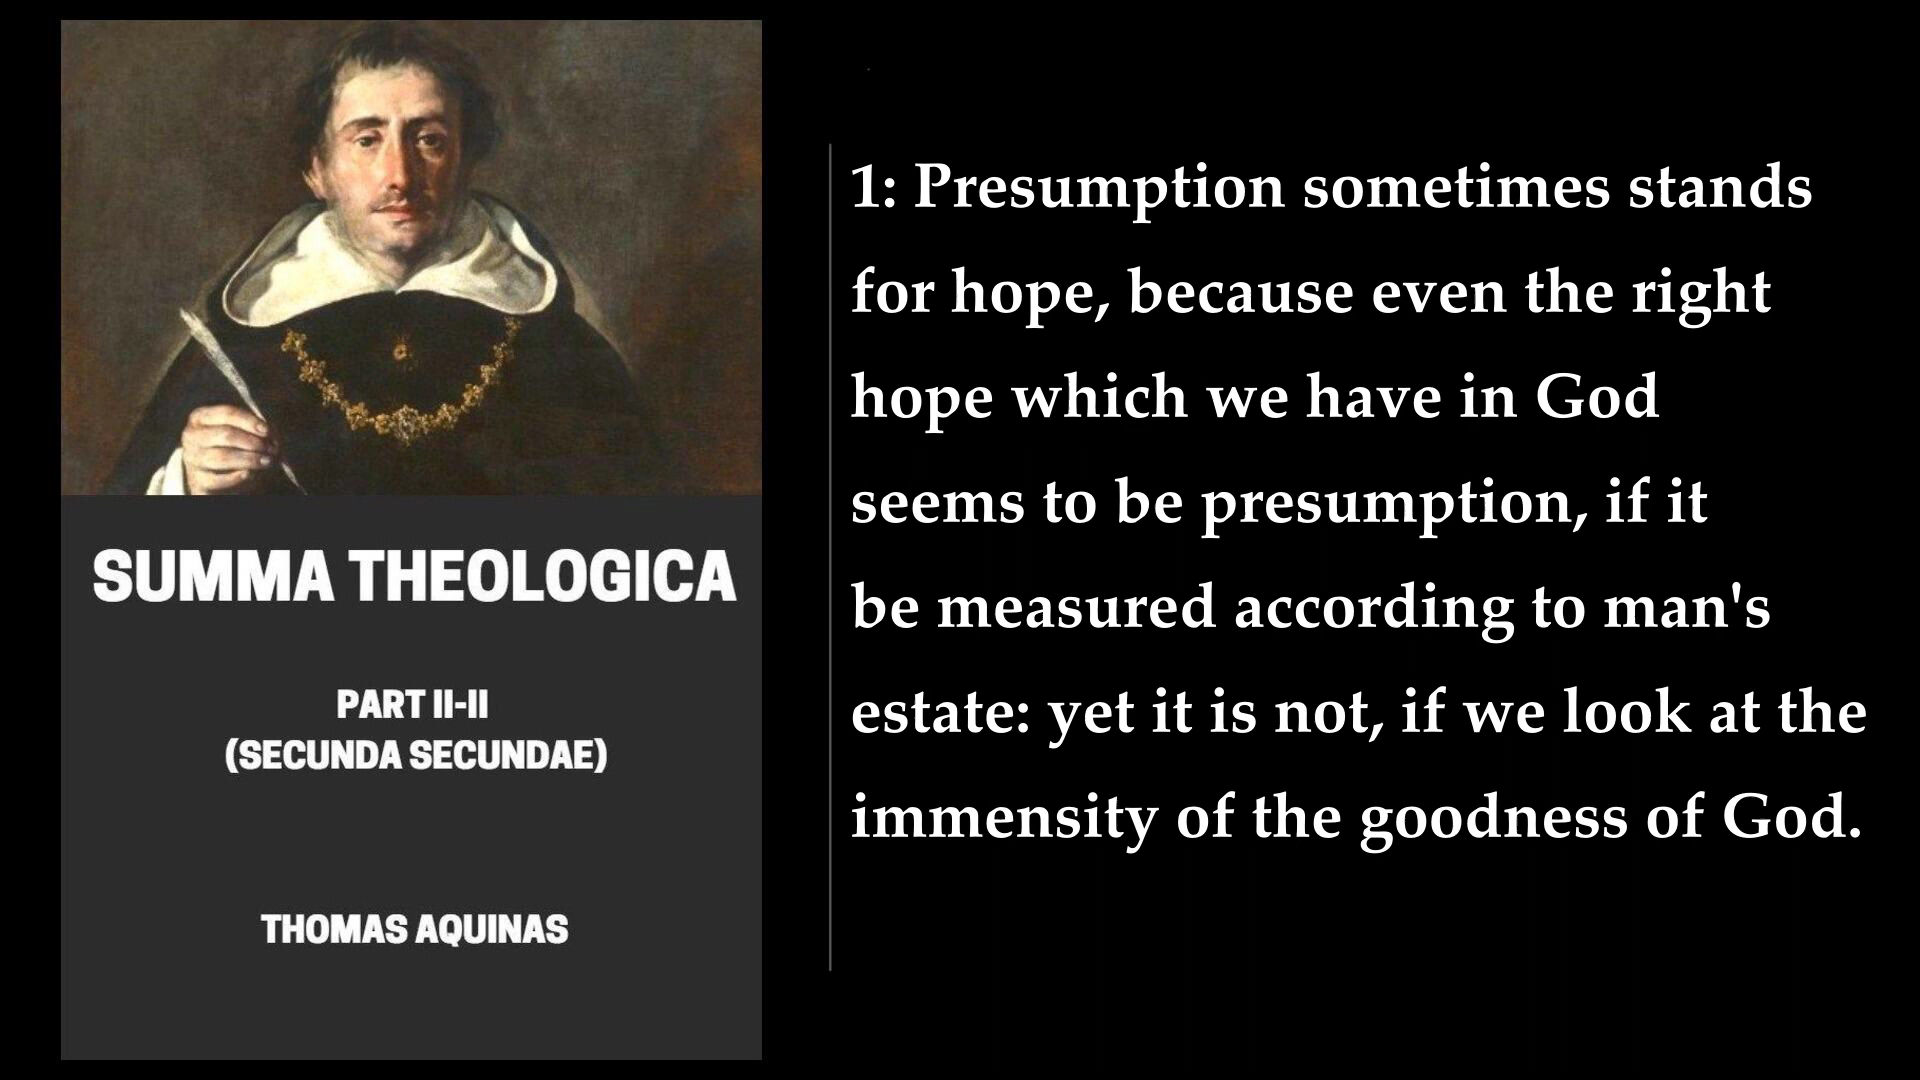 SUMMA THEOLOGICA
PART II-II
(SECUNDA SECUNDAE)
THOMAS AQUINAS
1: Presumption sometimes stands
for hope, because even the right
hope which we have in God
seems to be presumption, if it
be measured according to man's
estate: yet it is not, if we look at the
immensity of the goodness of God.